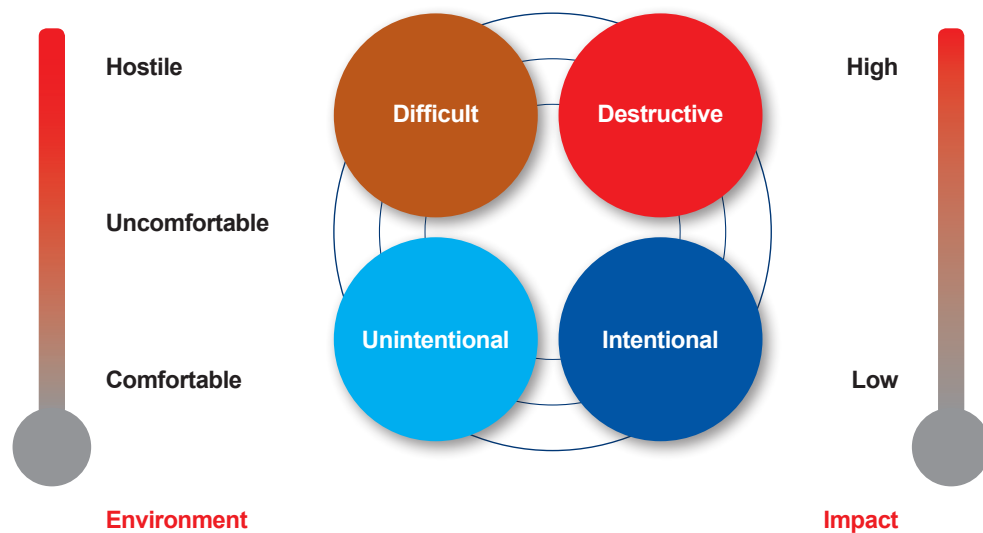 Hostile
High
Difficult
Destructive
Uncomfortable
Unintentional
Intentional
Comfortable
Low
Environment
Impact